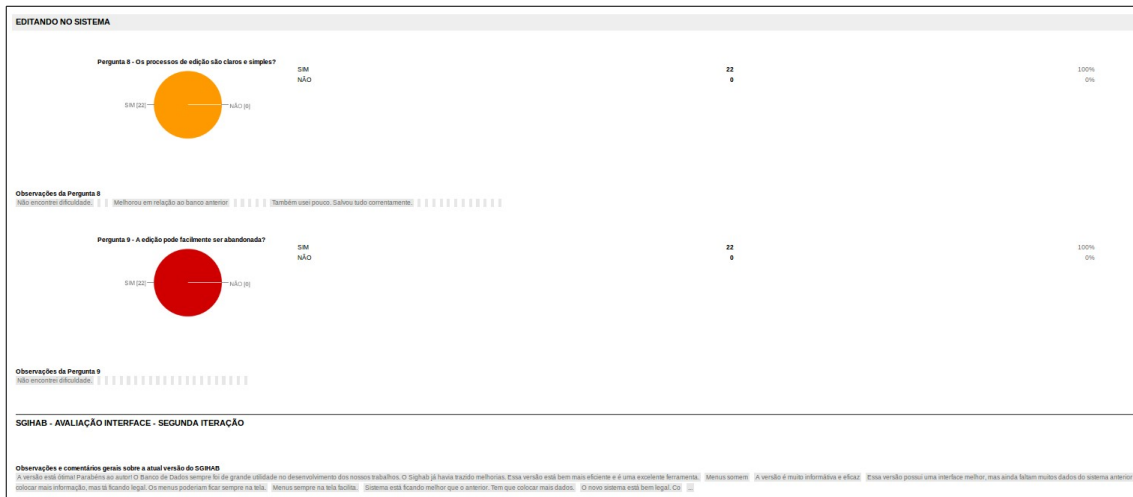 EDITANDO NO SISTEMA
Pergunta 8 - Os processos de edição são claros e simples?
SIM 22 100%
NÃO 0 0%
SIM [22] NÃO [0]
Observações da Pergunta 8
Não encontrei dificuldade. Melhorou em relação ao banco anterior Também usei pouco. Salvou tudo correntamente.
Pergunta 9 - A edição pode facilmente ser abandonada?
SIM 22 100%
NÃO 0 0%
SIM [22] NÃO [0]
Observações da Pergunta 9
Não encontrei dificuldade.
SGIHAB - AVALIAÇÃO INTERFACE - SEGUNDA ITERAÇÃO
Observações e comentários gerais sobre a atual versão do SGIHAB
A versão está ótima! Parabéns ao autor! O Banco de Dados sempre foi de grande utilidade no desenvolvimento dos nossos trabalhos. O Sighab já havia trazido melhorias. Essa versão está bem mais eficiente e é uma excelente ferramenta. Menus somem A versão é muito informativa e eficaz Essa versão possui uma interface melhor, mas ainda faltam muitos dados do sistema anterior
colocar mais informação, mas tá ficando legal. Os menus poderiam ficar sempre na tela. Menus sempre na tela facilita. Sistema está ficando melhor que o anterior. Tem que colocar mais dados. O novo sistema está bem legal. Co ...